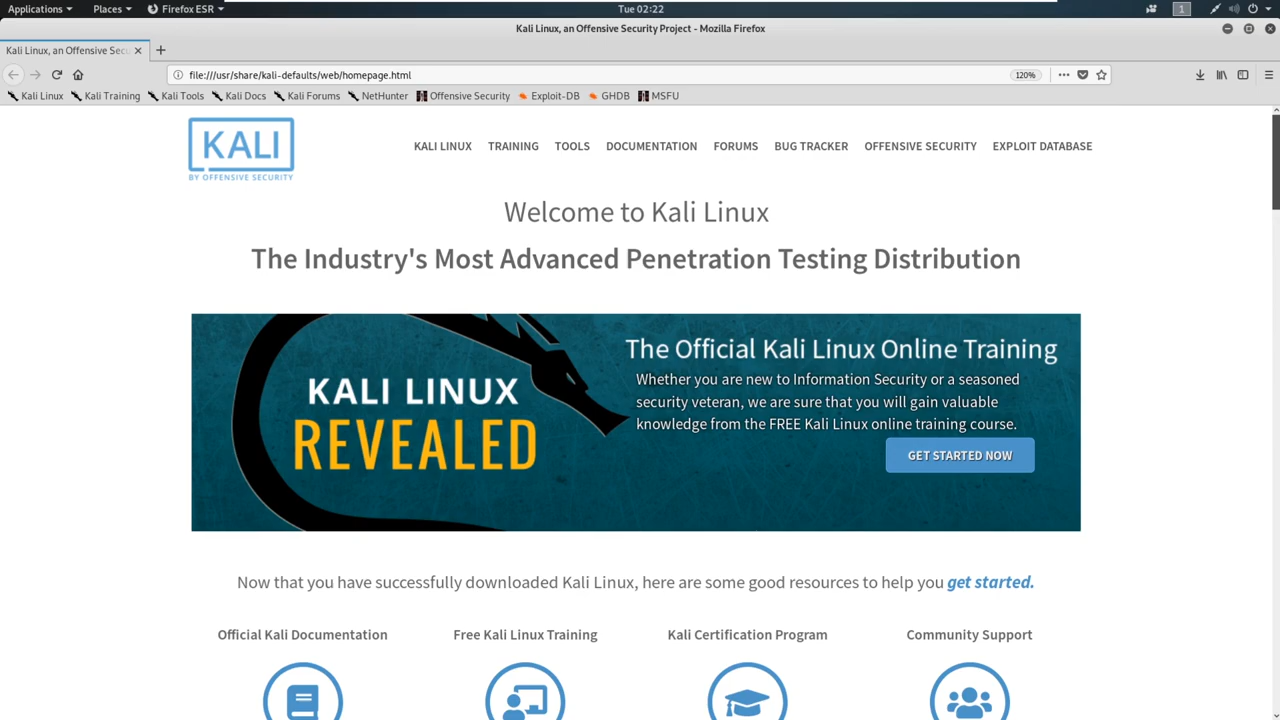 Applications Places Firefox ESR Tue 02:22 1
Kali Linux, an Offensive Security Project - Mozilla Firefox
Kali Linux, an Offensive Secu
file:///usr/share/kali-defaults/web/homepage.html 120%
Kali Linux Kali Training Kali Tools Kali Docs Kali Forums NetHunter Offensive Security Exploit-DB GHDB MSFU
KALI
BY OFFENSIVE SECURITY
KALI LINUX TRAINING TOOLS DOCUMENTATION FORUMS BUG TRACKER OFFENSIVE SECURITY EXPLOIT DATABASE
Welcome to Kali Linux
The Industry's Most Advanced Penetration Testing Distribution
KALI LINUX
REVEALED
The Official Kali Linux Online Training
Whether you are new to Information Security or a seasoned
security veteran, we are sure that you will gain valuable
knowledge from the FREE Kali Linux online training course.
GET STARTED NOW
Now that you have successfully downloaded Kali Linux, here are some good resources to help you get started.
Official Kali Documentation Free Kali Linux Training Kali Certification Program Community Support